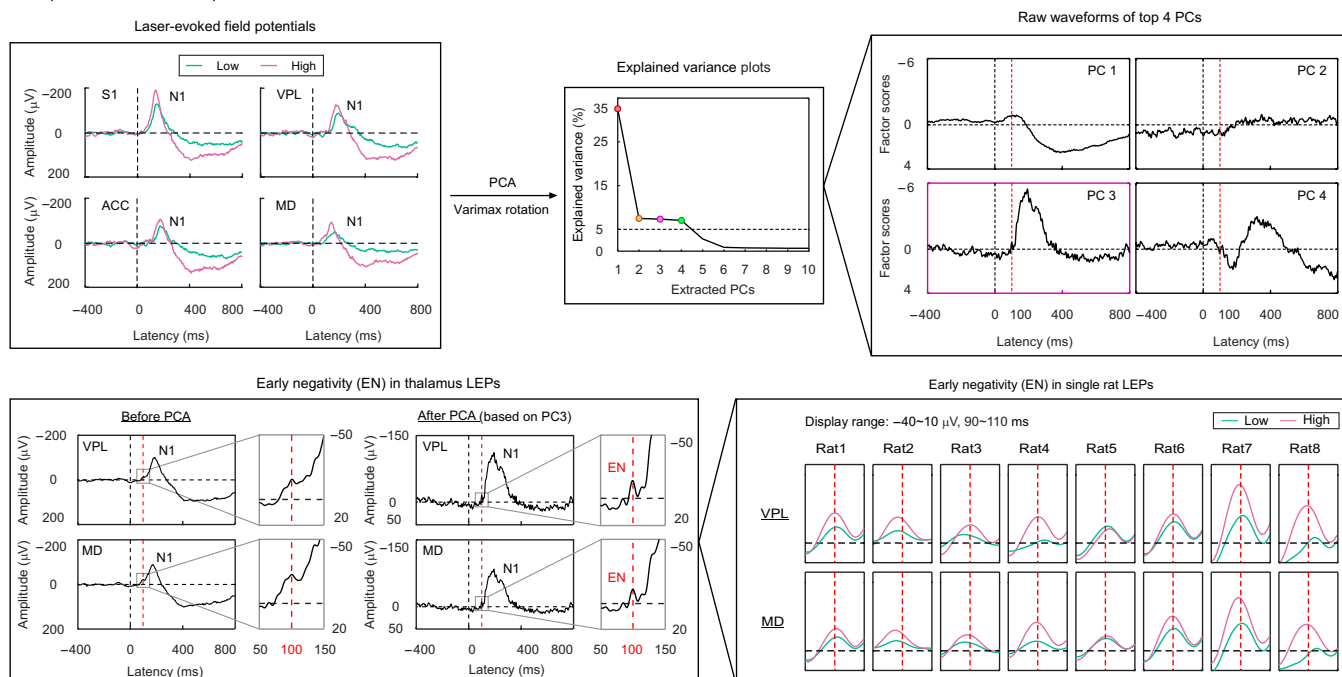 Laser-evoked field potentials
Low High
S1 N1
VPL N1
ACC N1
MD N1
Amplitude (μV)
−200
0
200
Amplitude (μV)
−200
0
200
−400 0 400 800
−400 0 400 800
Latency (ms)
Latency (ms)
PCA
Varimax rotation
Explained variance plots
Explained variance (%)
35
25
15
5
0
1 2 3 4 5 6 7 8 9 10
Extracted PCs
Raw waveforms of top 4 PCs
PC 1
PC 2
PC 3
PC 4
Factor scores
−6
0
4
Factor scores
−6
0
4
−400 0 100 400 800
−400 0 100 400 800
Latency (ms)
Latency (ms)
Early negativity (EN) in thalamus LEPs
Before PCA
After PCA (based on PC3)
Amplitude (μV)
−200
0
200
VPL
N1
−50
20
Amplitude (μV)
−150
0
50
VPL
N1
EN
−50
20
Amplitude (μV)
−200
0
200
MD
N1
−50
20
Amplitude (μV)
−150
0
50
MD
N1
EN
−50
20
−400 0 400 800
50 100 150
−400 0 400 800
50 100 150
Latency (ms)
Latency (ms)
Early negativity (EN) in single rat LEPs
Display range: −40~10 μV, 90~110 ms
Low High
Rat1 Rat2 Rat3 Rat4 Rat5 Rat6 Rat7 Rat8
VPL
MD